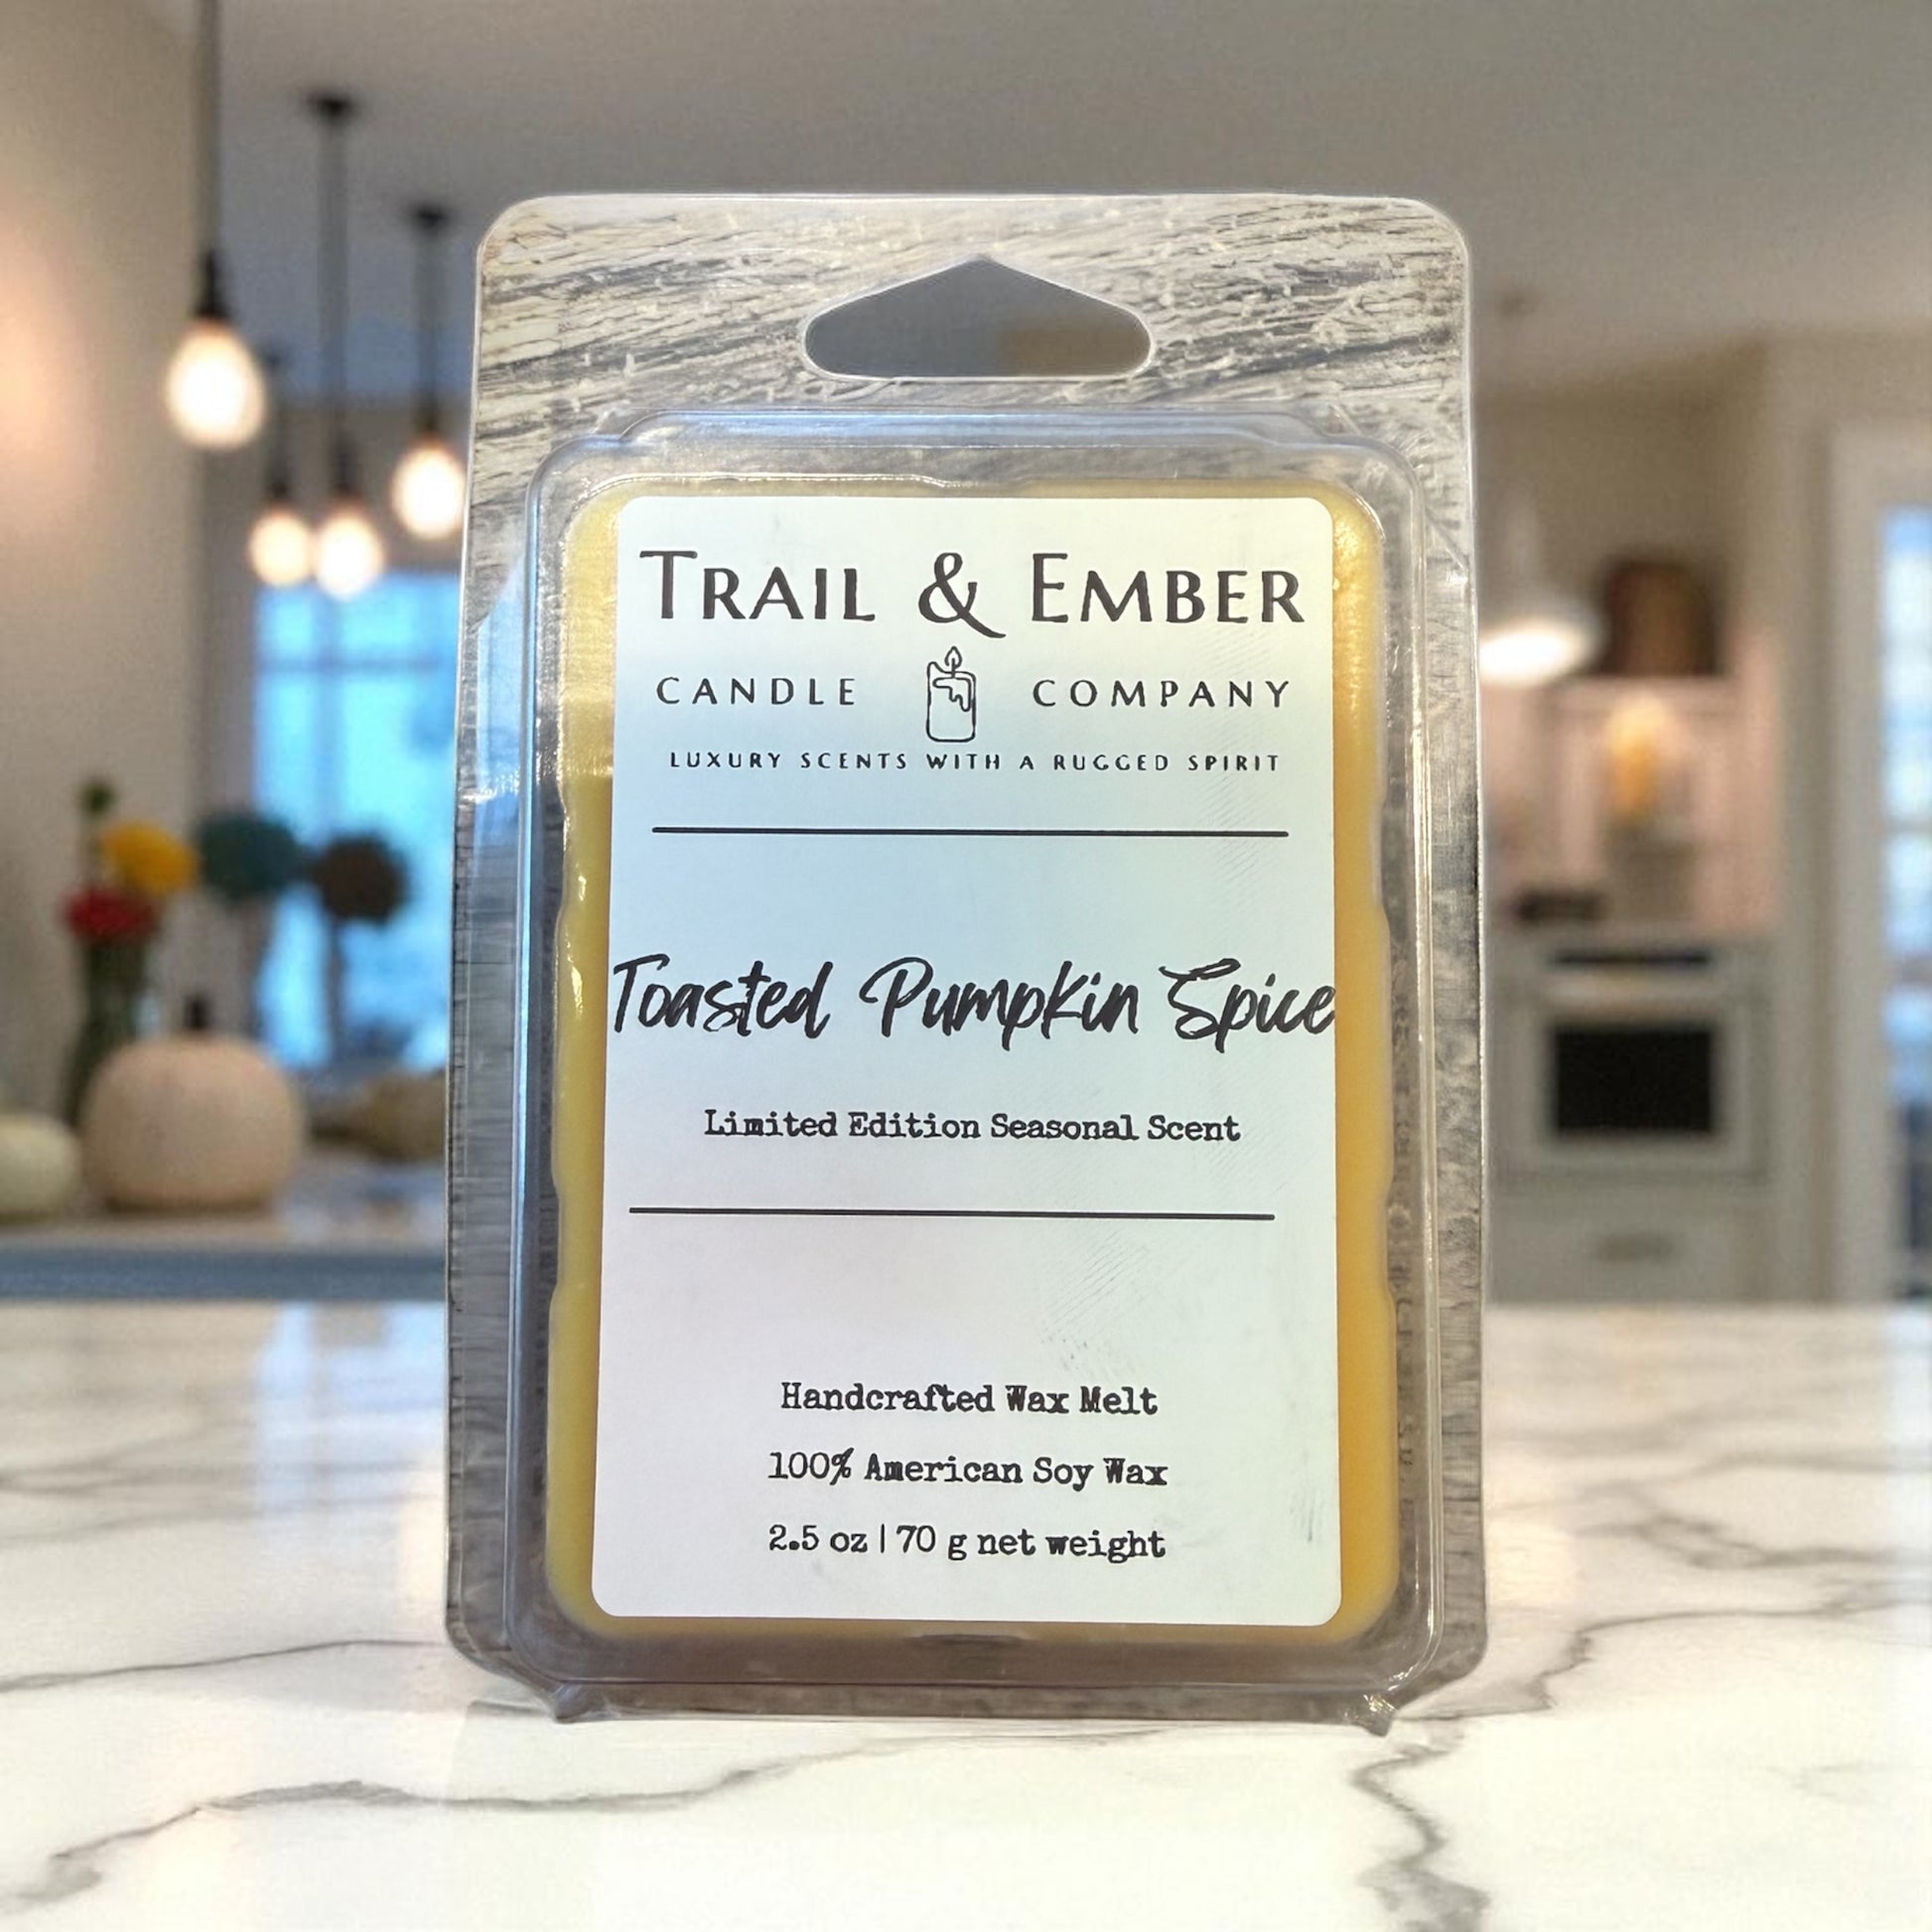 TRAIL & EMBER
CANDLE COMPANY
LUXURY SCENTS WITH A RUGGED SPIRIT
Toasted Pumpkin Spice
Limited Edition Seasonal Scent
Handcrafted Wax Melt
100% American Soy Wax
2.5 oz | 70 g net weight